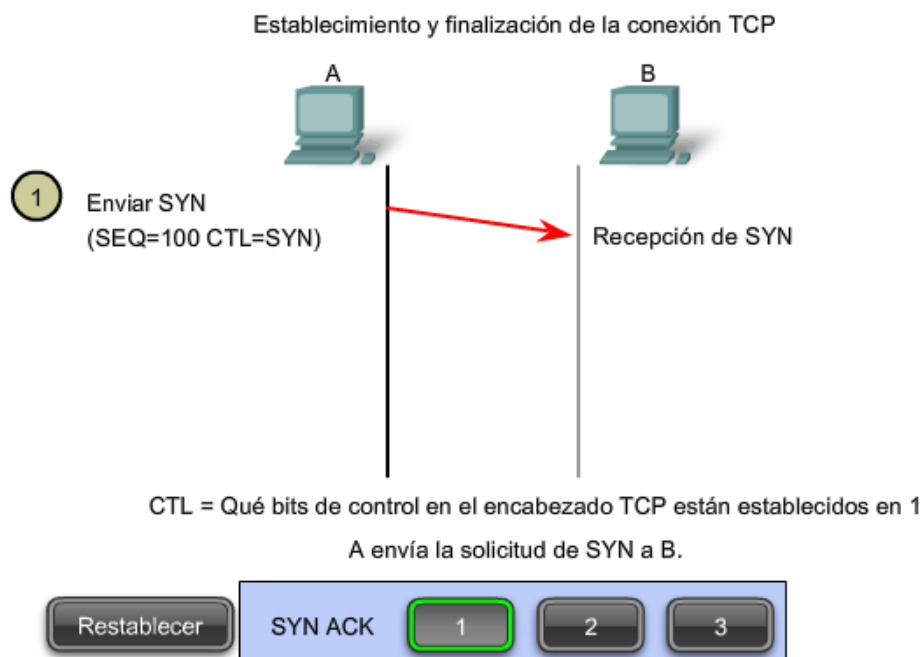 Establecimiento y finalización de la conexión TCP
A
B
1
Enviar SYN
(SEQ=100 CTL=SYN)
Recepción de SYN
CTL = Qué bits de control en el encabezado TCP están establecidos en 1
A envía la solicitud de SYN a B.
Restablecer
SYN ACK
1
2
3